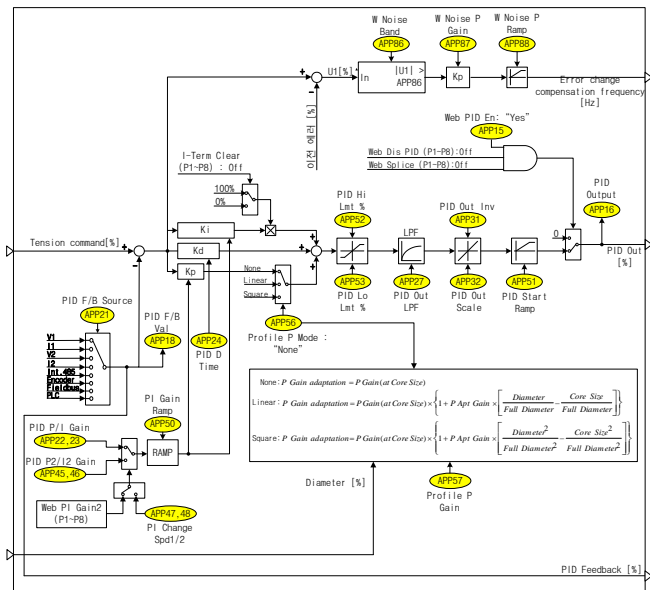 W Noise Band
APP86
W Noise P Gain
APP87
W Noise P Ramp
APP88
U1[%]
In
|U1| > APP86
Kp
Error change compensation frequency [Hz]
이전 에러 [%]
Web PID En: "Yes"
APP15
Web Dis PID (P1~P8):Off
Web Splice (P1~P8):Off
I-Term Clear (P1~P8) : Off
100%
0%
PID Hi Lmt %
APP52
PID Out Inv
APP31
PID Output
APP16
Ki
Kd
Kp
LPF
0
Tension command[%]
PID Out [%]
None
Linear
Square
APP53
PID Lo Lmt %
APP27
PID Out LPF
APP32
PID Out Scale
APP51
PID Start Ramp
PID F/B Source
APP21
PID F/B Val
APP18
APP24
PID D Time
APP56
Profile P Mode : "None"
V1
I1
V2
I2
Int.485
Encoder
Fieldbus
PLC
PI Gain Ramp
APP50
PID P/I Gain
APP22,23
RAMP
PID P2/I2 Gain
APP45,46
None: P Gain adaptation = P Gain(at Core Size)
Linear: P Gain adaptation = P Gain(at Core Size) × { 1 + P Apt Gain × [ Diameter / Full Diameter − Core Size / Full Diameter ] }
Square: P Gain adaptation = P Gain(at Core Size) × { 1 + P Apt Gain × [ Diameter² / Full Diameter² − Core Size² / Full Diameter² ] }
Diameter [%]
APP57
Profile P Gain
Web PI Gain2 (P1~P8)
APP47,48
PI Change Spd1/2
PID Feedback [%]